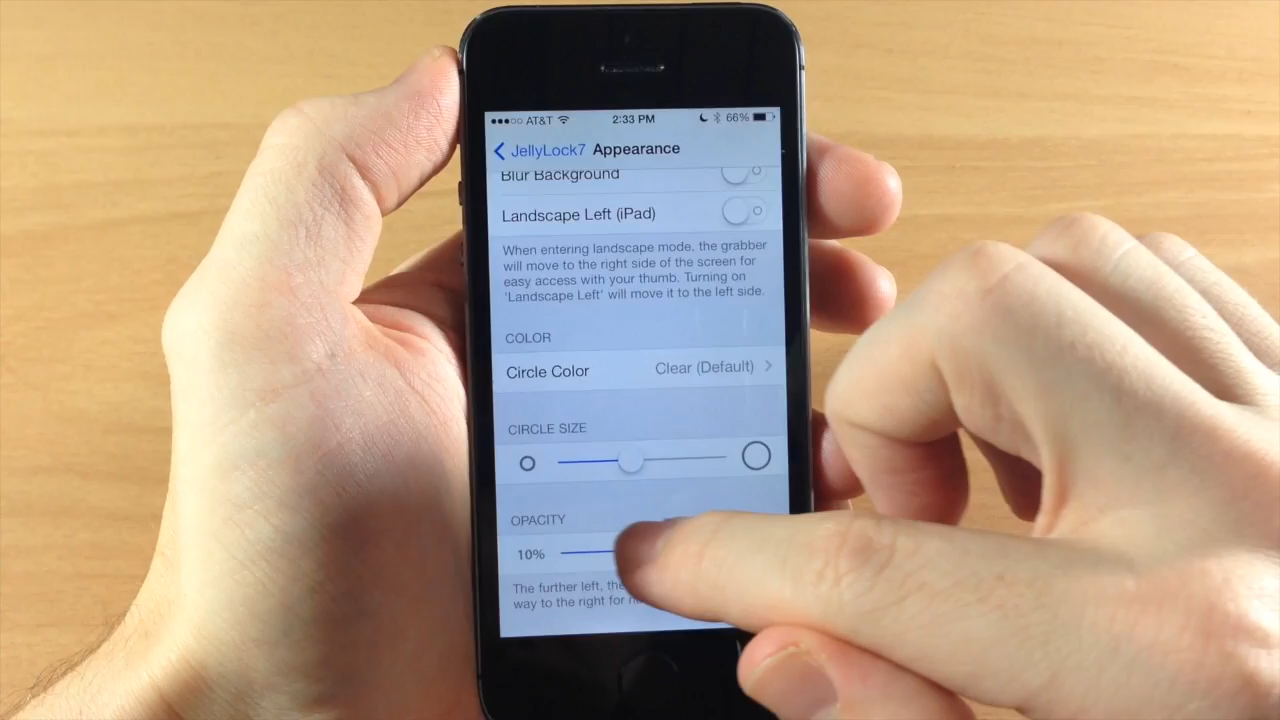 AT&T 2:33 PM 66%
JellyLock7 Appearance
Blur Background
Landscape Left (iPad)
When entering landscape mode, the grabber
will move to the right side of the screen for
easy access with your thumb. Turning on
'Landscape Left' will move it to the left side.
COLOR
Circle Color Clear (Default)
CIRCLE SIZE
OPACITY
10%
The further left, the
way to the right for